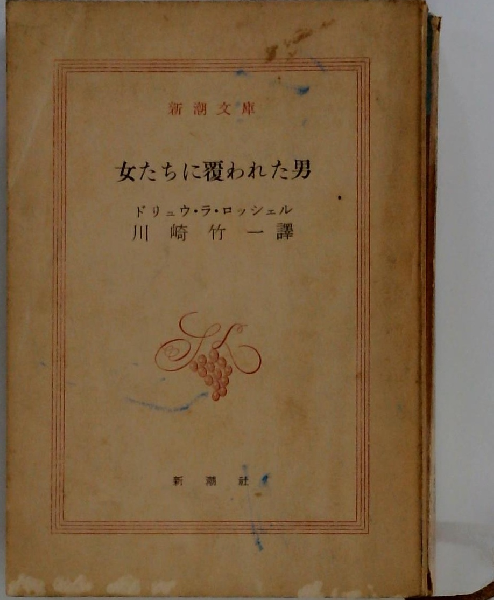 新潮文庫
女たちに覆われた男
ドリュウ・ラ・ロッシェル
川崎竹一譯
新潮社